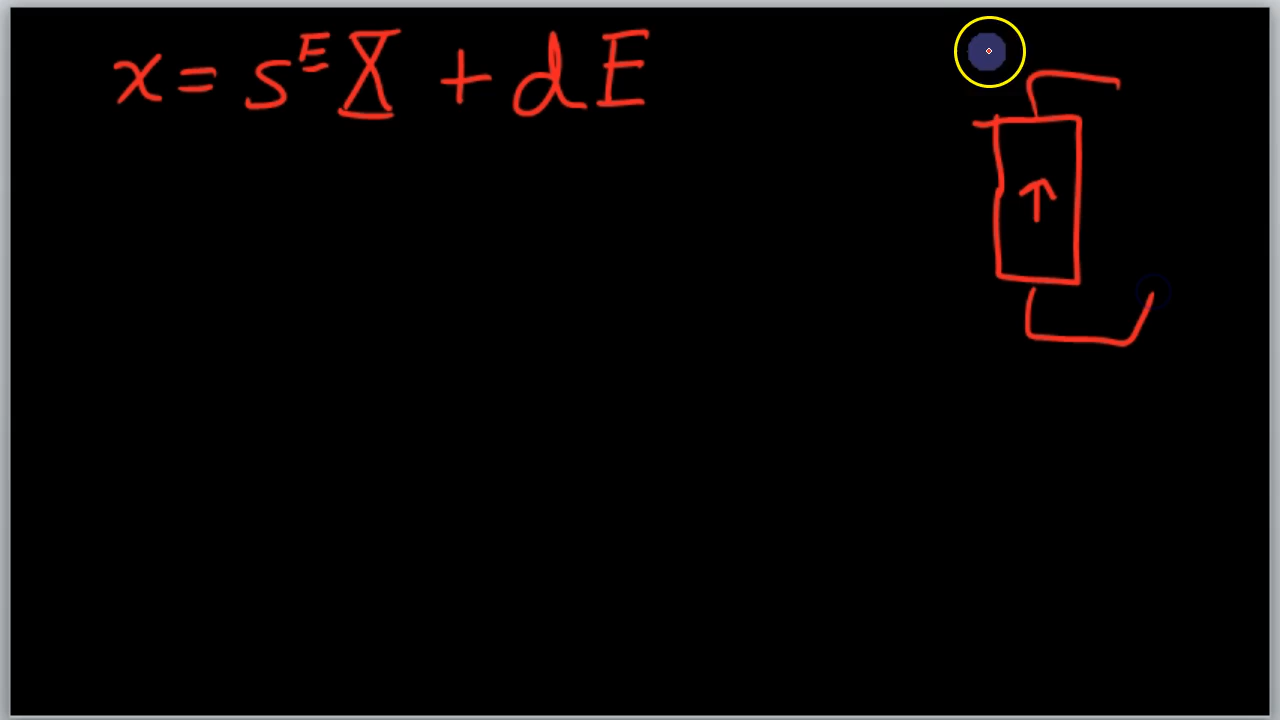 x = s^E X + dE